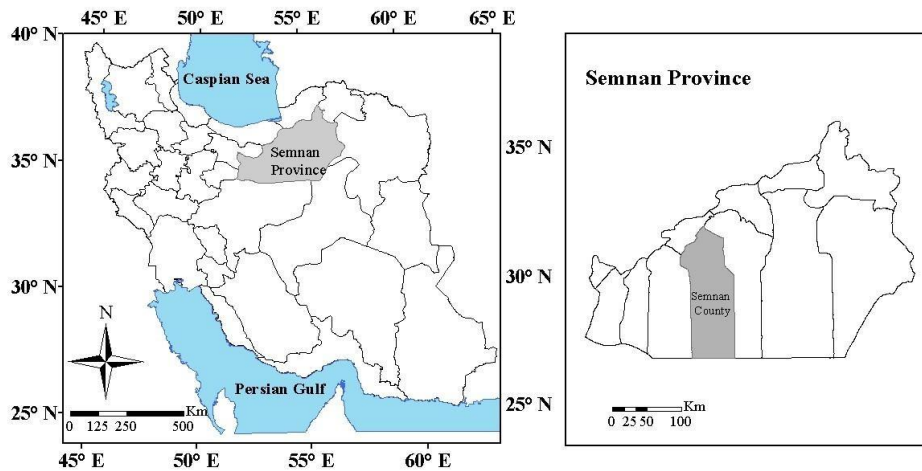 45° E 50° E 55° E 60° E 65° E
40° N
Caspian Sea
35° N
Semnan
Province
30° N
N
Persian Gulf
25° N
Km
0 125 250 500
45° E 50° E 55° E 60° E
35° N
30° N
25° N
Semnan Province
Semnan
County
Km
0 25 50 100